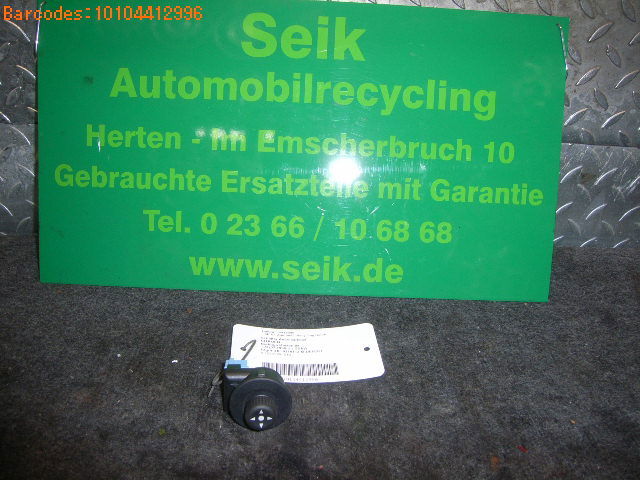 Barcodes:10104412996
Seik
Automobilrecycling
Herten - Im Emscherbruch 10
Gebrauchte Ersatzteile mit Garantie
Tel. 0 23 66 / 10 68 68
www.seik.de